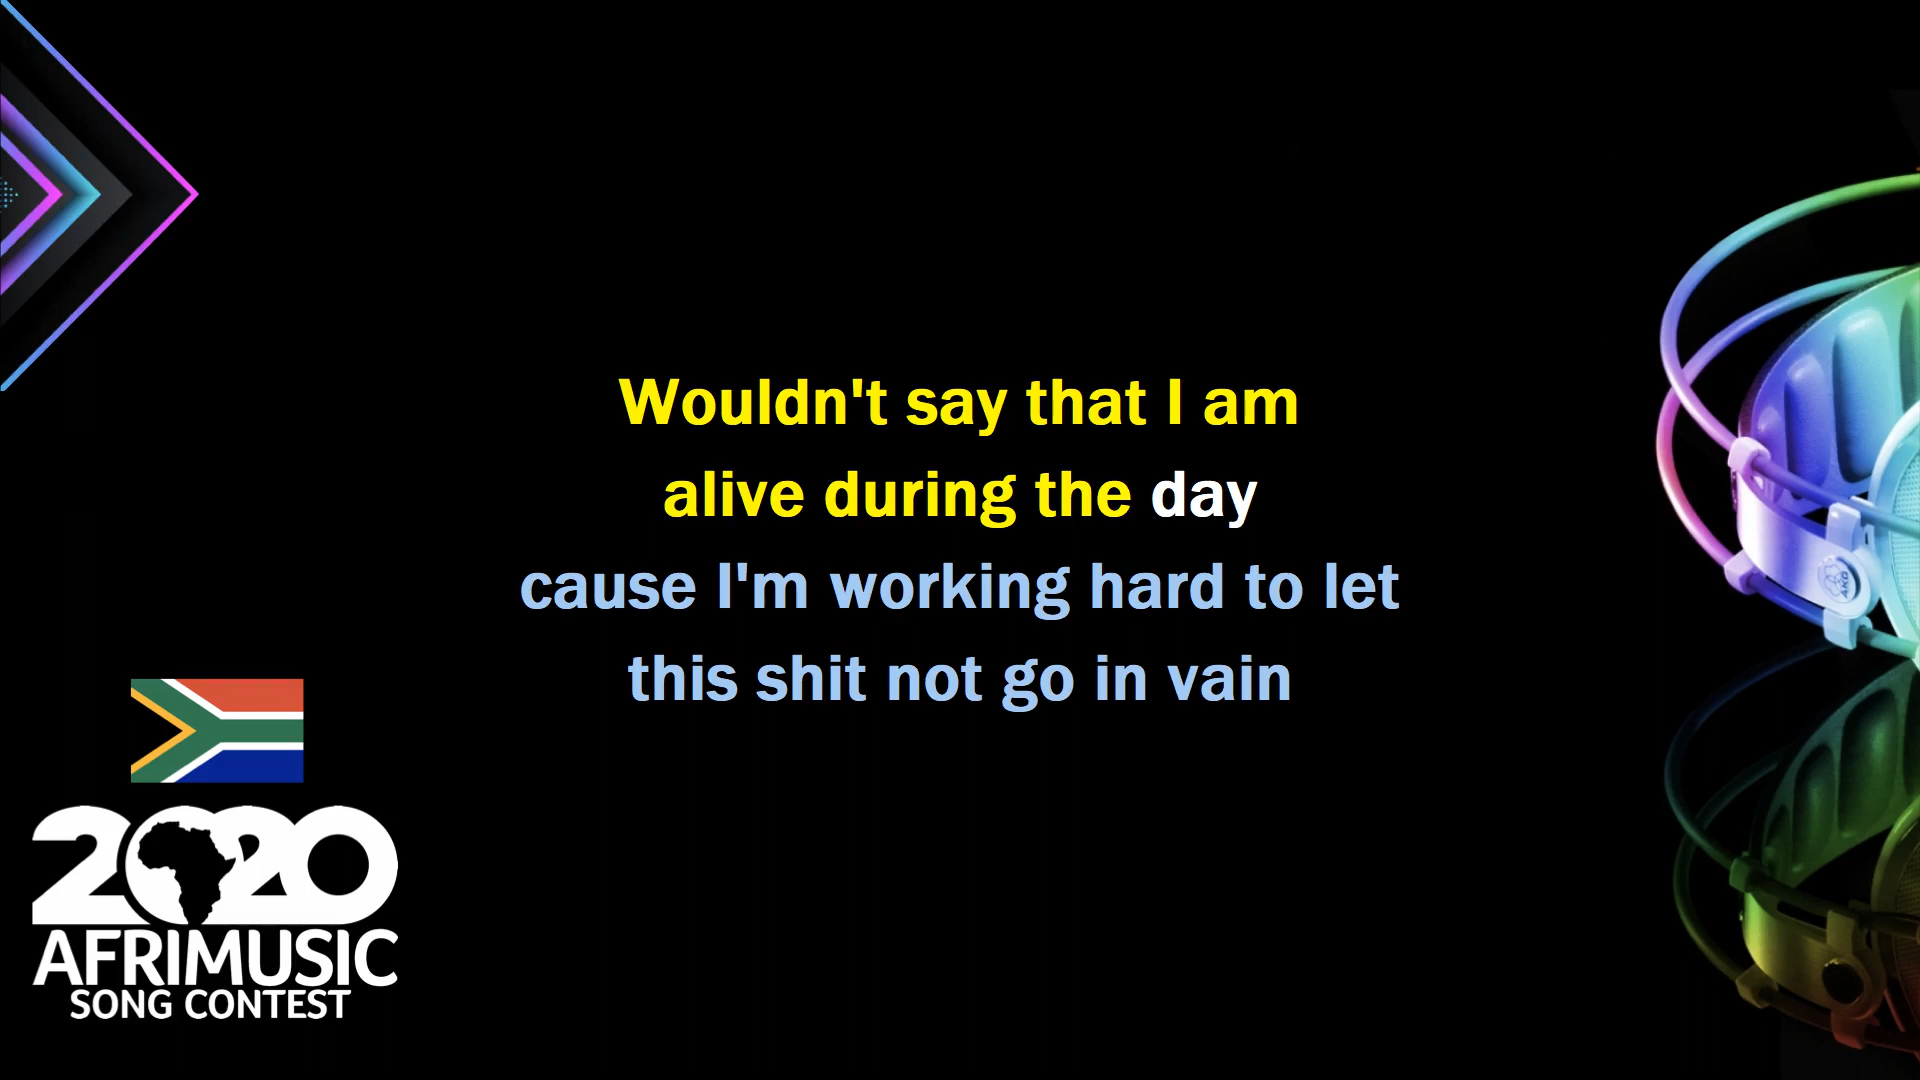 Wouldn't say that I am
alive during the day
cause I'm working hard to let
this shit not go in vain
2020
AFRIMUSIC
SONG CONTEST
AKG